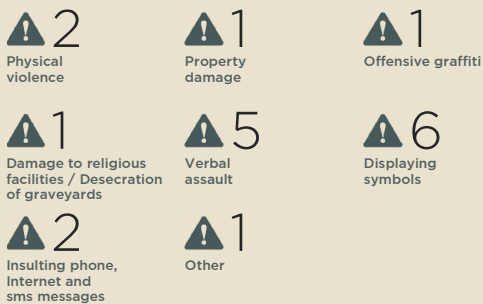 2
Physical
violence
1
Property
damage
1
Offensive graffiti
1
Damage to religious
facilities / Desecration
of graveyards
5
Verbal
assault
6
Displaying
symbols
2
Insulting phone,
Internet and
sms messages
1
Other